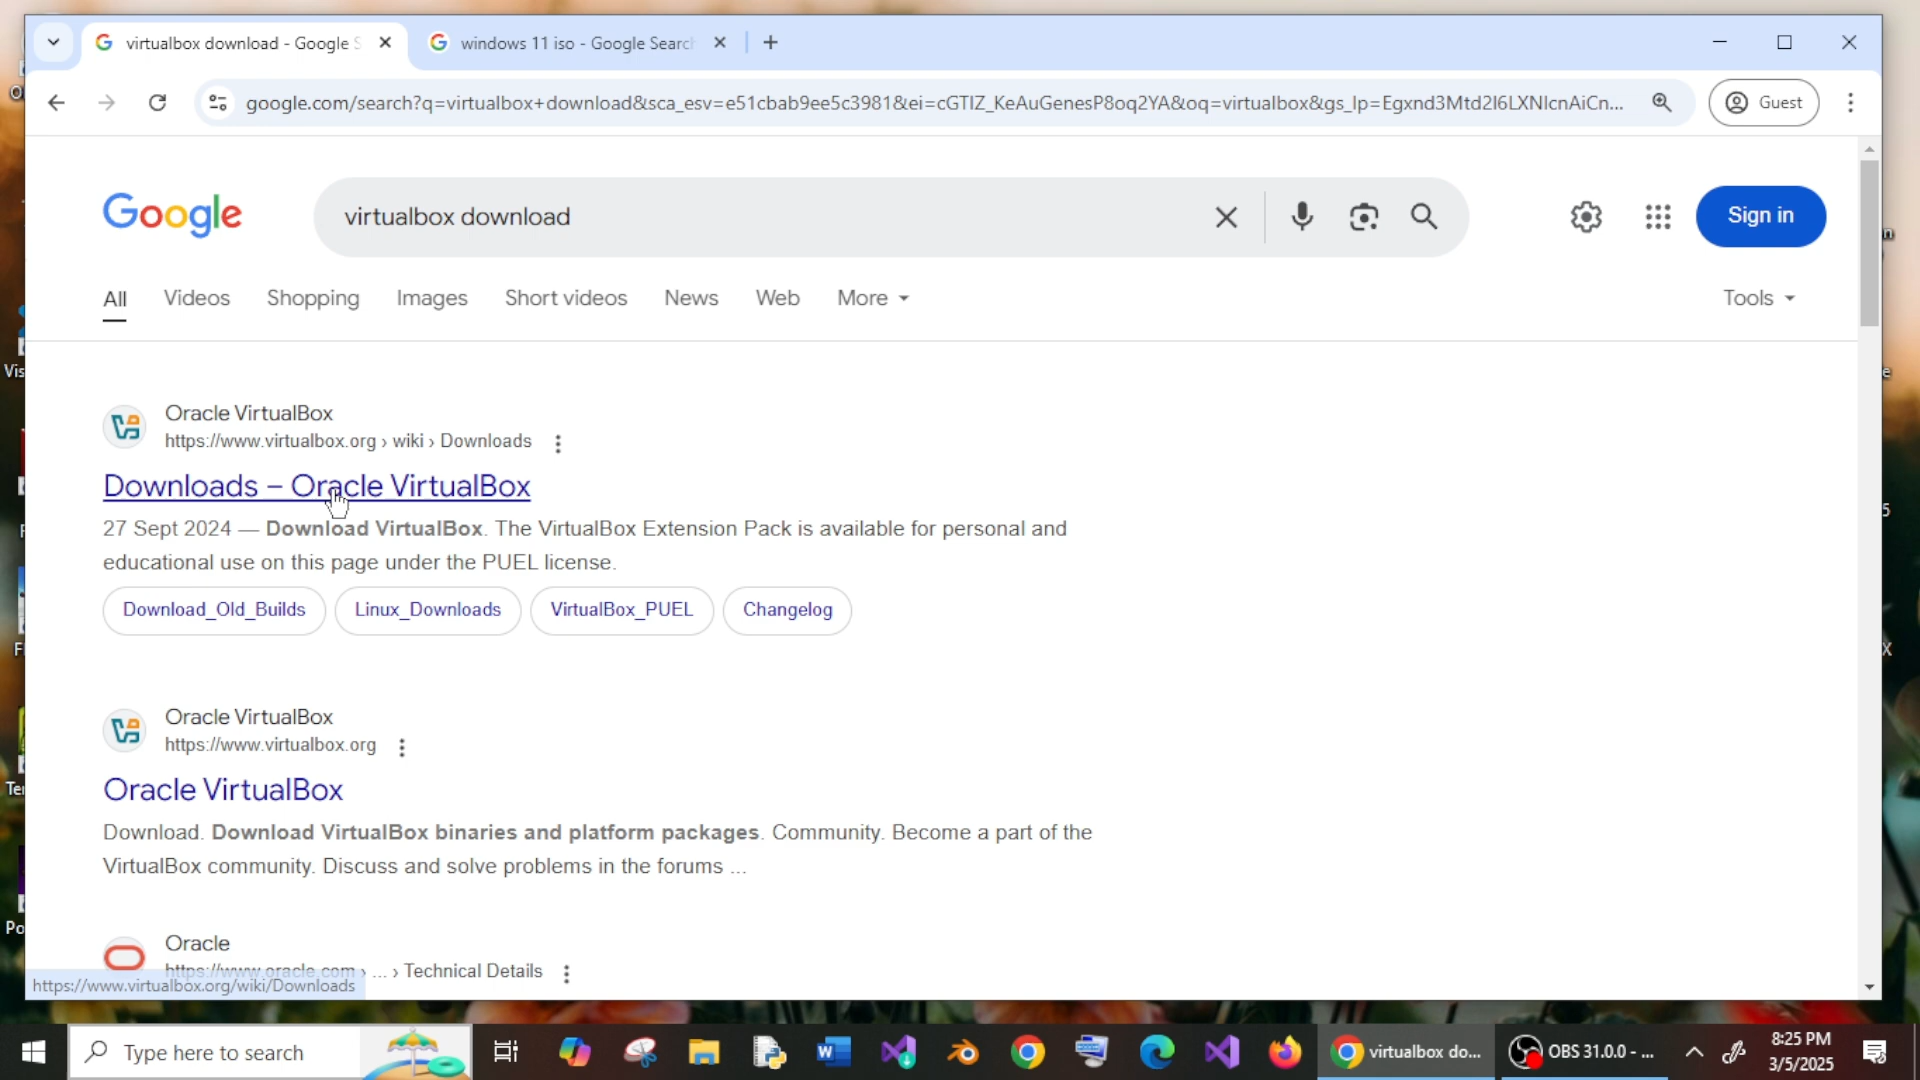 virtualbox download - Google S
windows 11 iso - Google Search
google.com/search?q=virtualbox+download&sca_esv=e51cbab9ee5c3981&ei=cGTIZ_KeAuGenesP8oq2YA&oq=virtualbox&gs_lp=Egxnd3Mtd2l6LXNlcnAiCn...
Guest
Google
virtualbox download
Sign in
All
Videos
Shopping
Images
Short videos
News
Web
More
Tools
Oracle VirtualBox
https://www.virtualbox.org › wiki › Downloads
Downloads – Oracle VirtualBox
27 Sept 2024 — Download VirtualBox. The VirtualBox Extension Pack is available for personal and
educational use on this page under the PUEL license.
Download_Old_Builds
Linux_Downloads
VirtualBox_PUEL
Changelog
Oracle VirtualBox
https://www.virtualbox.org
Oracle VirtualBox
Download. Download VirtualBox binaries and platform packages. Community. Become a part of the
VirtualBox community. Discuss and solve problems in the forums ...
Oracle
https://www.oracle.com › ... › Technical Details
https://www.virtualbox.org/wiki/Downloads
Type here to search
virtualbox do...
OBS 31.0.0 - ...
8:25 PM
3/5/2025